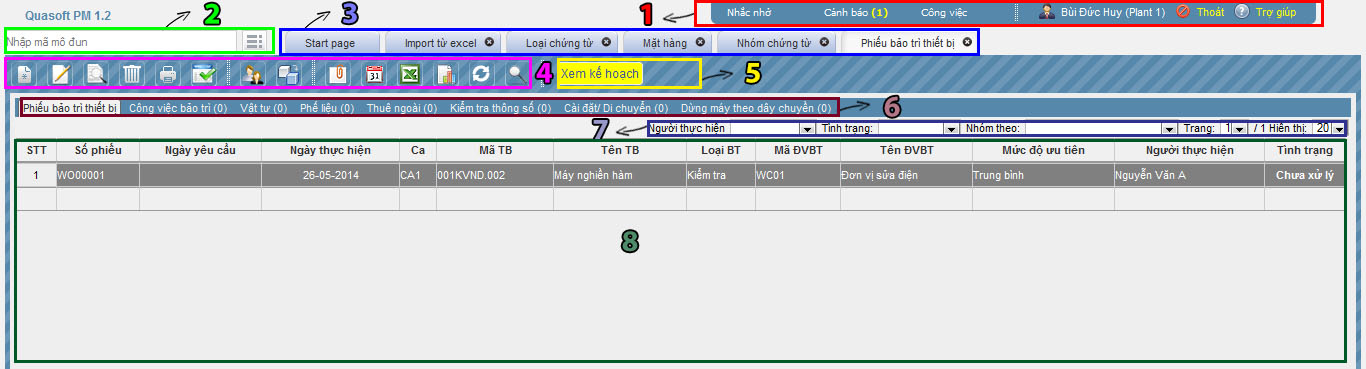 Quasoft PM 1.2 2 3 1 Nhắc nhở Cảnh báo (1) Công việc Bùi Đức Huy (Plant 1) Thoát ? Trợ giúp
Nhập mã mô đun Start page Import từ excel Loại chứng từ Mặt hàng Nhóm chứng từ Phiếu bảo trì thiết bị
31 4 Xem kế hoạch 5
Phiếu bảo trì thiết bị Công việc bảo trì (0) Vật tư (0) Phế liệu (0) Thuê ngoài (0) Kiểm tra thông số (0) Cài đặt/ Di chuyển (0) Dừng máy theo dây chuyền (0) 6
7 Người thực hiện Tình trạng: Nhóm theo: Trang: 1 / 1 Hiển thị: 20
STT Số phiếu Ngày yêu cầu Ngày thực hiện Ca Mã TB Tên TB Loại BT Mã ĐVBT Tên ĐVBT Mức độ ưu tiên Người thực hiện Tình trạng
1 WO00001 26-05-2014 CA1 001KVND.002 Máy nghiền hàm Kiểm tra WC01 Đơn vị sửa điện Trung bình Nguyễn Văn A Chưa xử lý
8